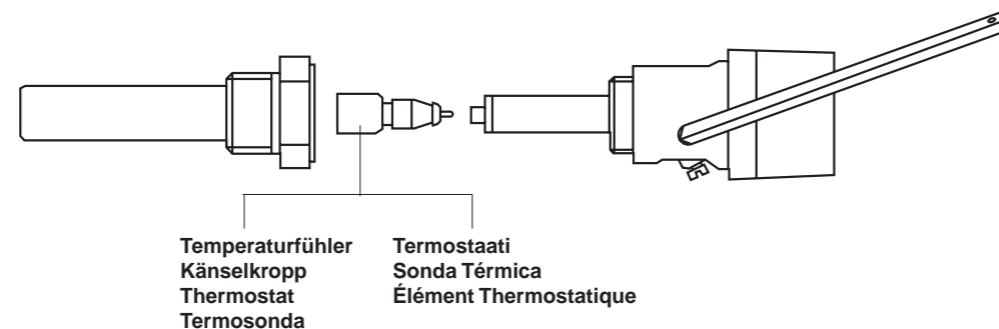 Temperaturfühler
Känselkropp
Thermostat
Termosonda
Termostaati
Sonda Térmica
Élément Thermostatique